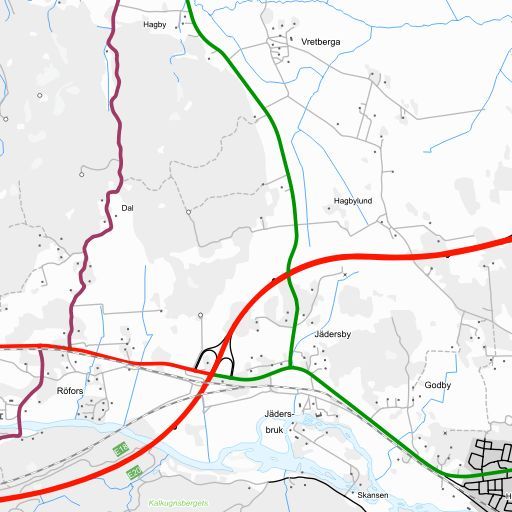 Hagby
Vretberga
Hagbylund
Dal
Jädersby
Röfors
Godby
Jäders-
bruk
E18
E20
Skansen
Kalkugnsbergets
H